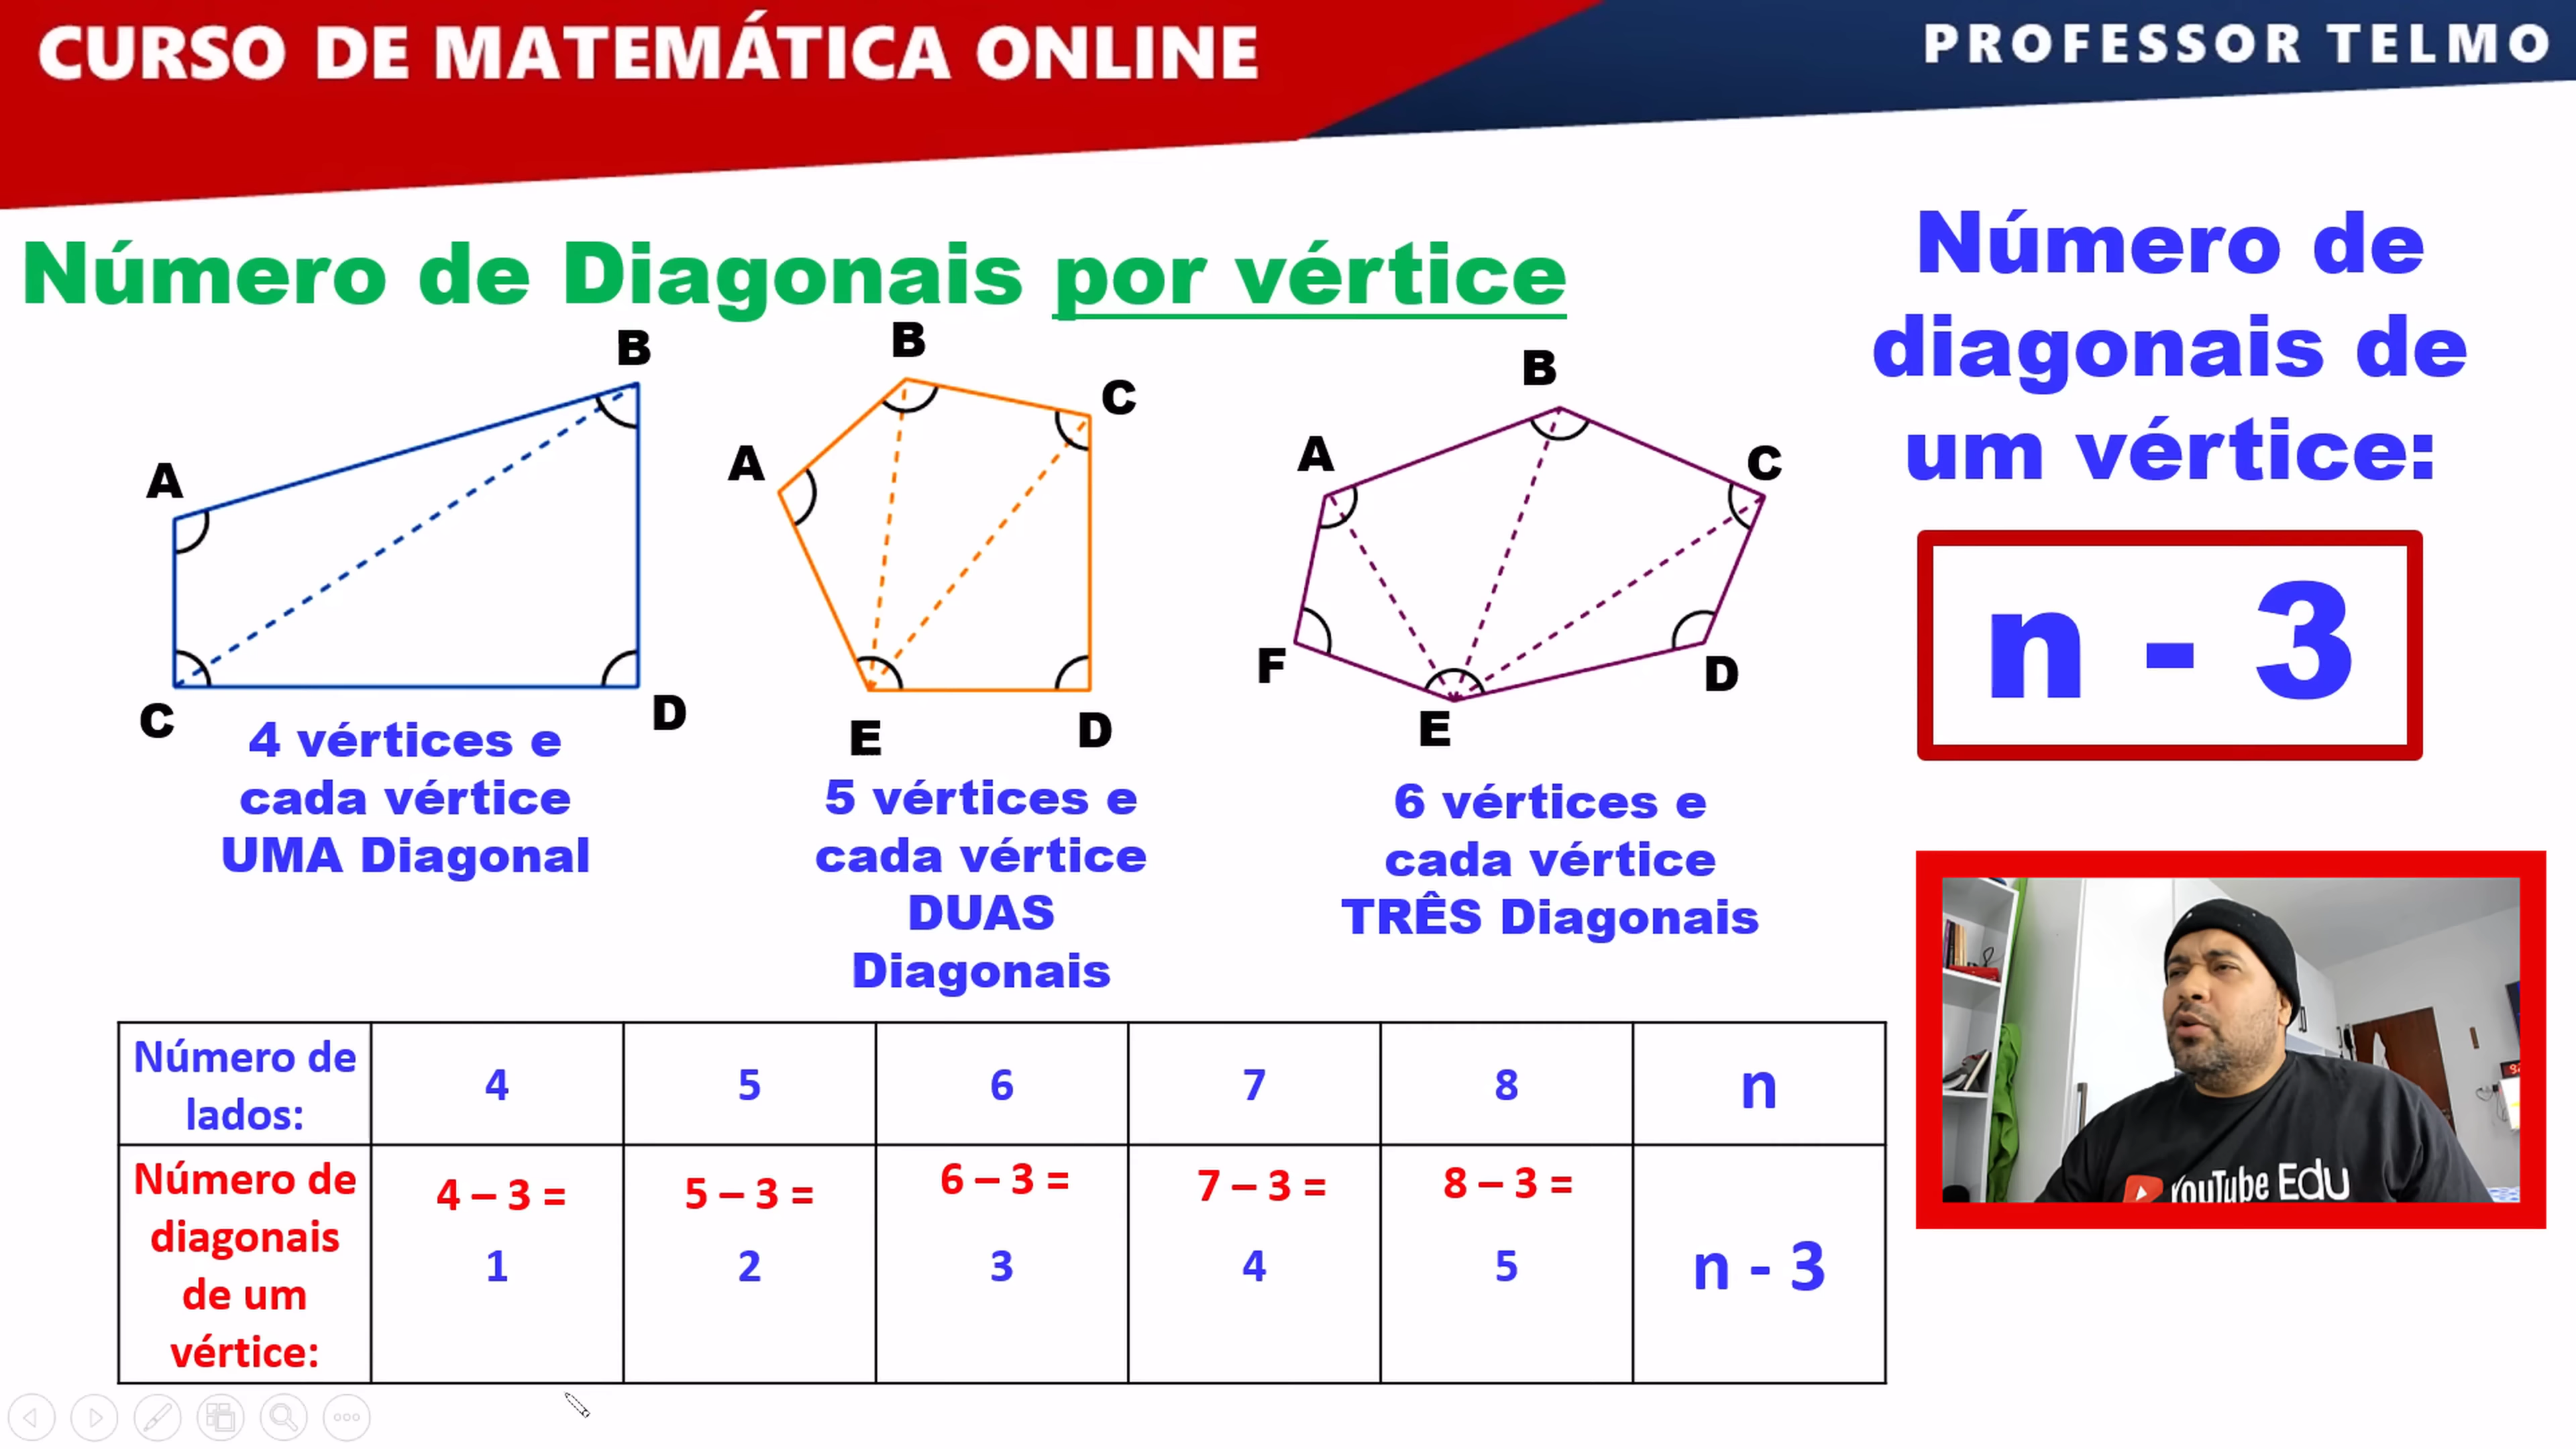 CURSO DE MATEMÁTICA ONLINE
PROFESSOR TELMO
Número de Diagonais por vértice
B
A
C
D
4 vértices e
cada vértice
UMA Diagonal
B
C
A
E
D
5 vértices e
cada vértice
DUAS
Diagonais
B
A
C
F
D
E
6 vértices e
cada vértice
TRÊS Diagonais
Número de
diagonais de
um vértice:
n - 3
YouTube Edu
Número de
lados:
4
5
6
7
8
n
Número de
diagonais
de um
vértice:
4 – 3 =
1
5 – 3 =
2
6 – 3 =
3
7 – 3 =
4
8 – 3 =
5
n - 3